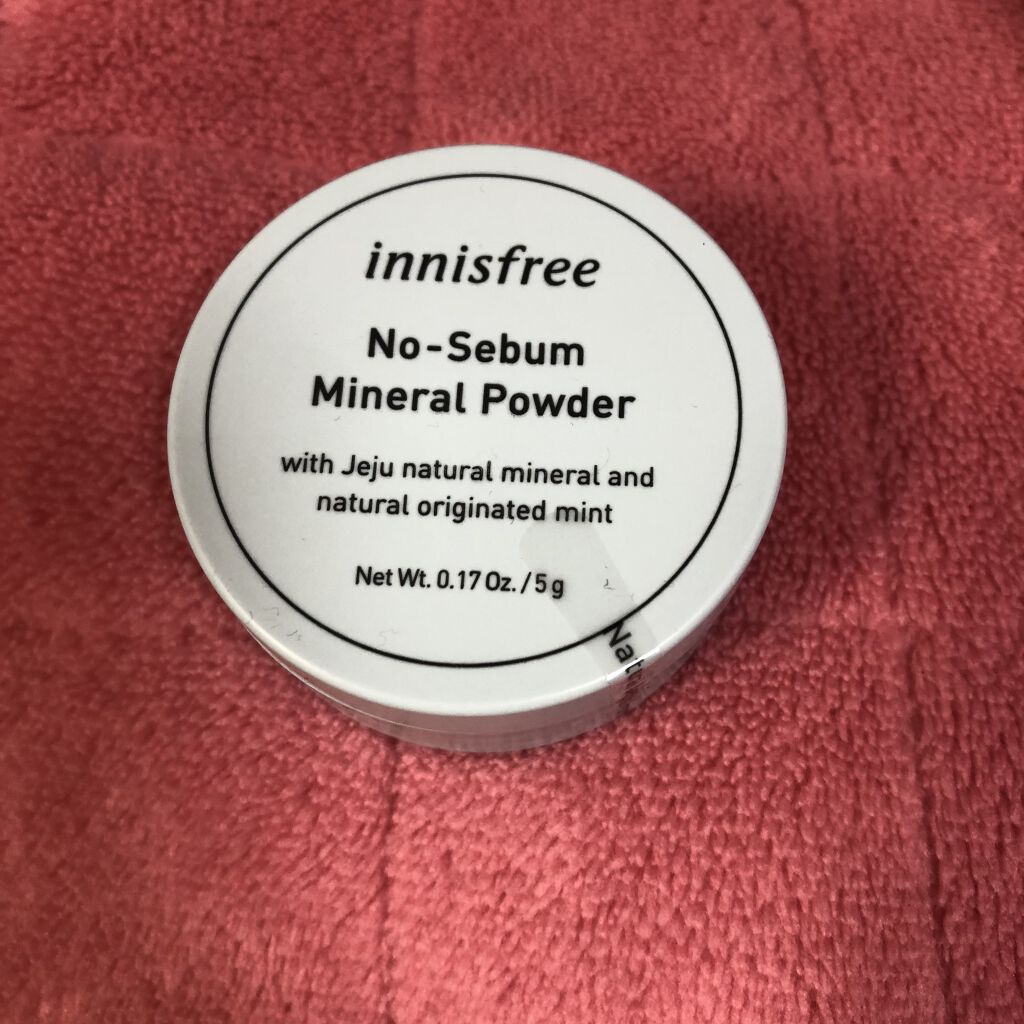 innisfree
No-Sebum
Mineral Powder
with Jeju natural mineral and
natural originated mint
Net Wt. 0.17 Oz. / 5 g